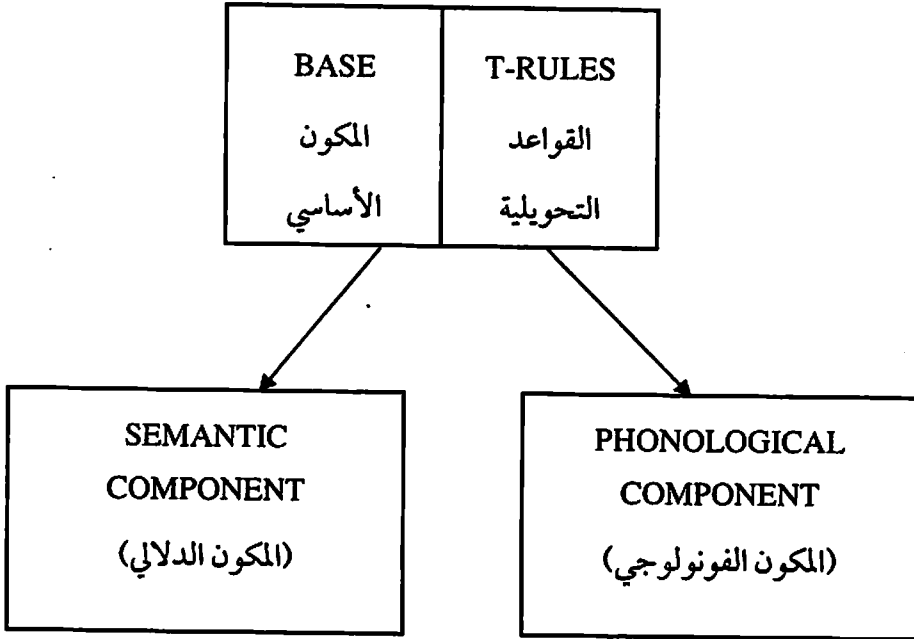 BASE
المكون
الأساسي
T-RULES
القواعد
التحويلية
SEMANTIC
COMPONENT
(المكون الدلالي)
PHONOLOGICAL
COMPONENT
(المكون الفونولوجي)